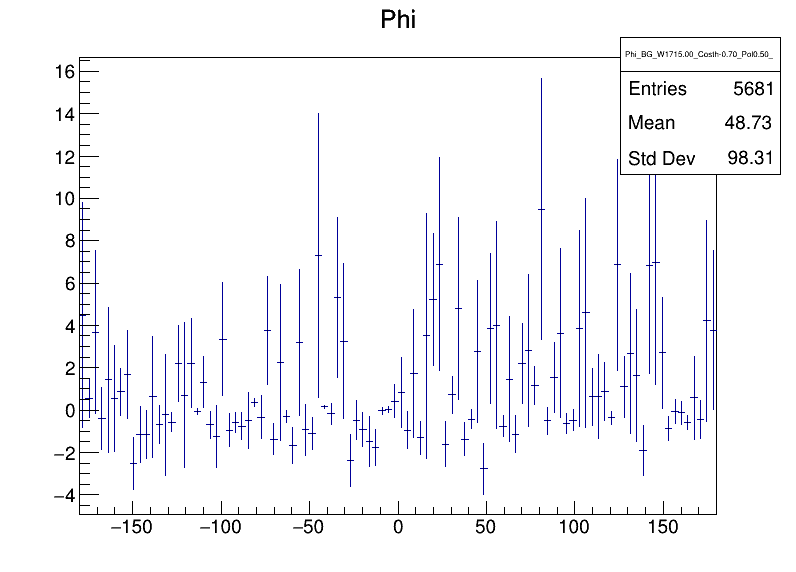 Phi
Phi_BG_W1715.00_Costh-0.70_Pol0.50_
Entries 5681
Mean 48.73
Std Dev 98.31
16
14
12
10
8
6
4
2
0
−2
−4
−150 −100 −50 0 50 100 150